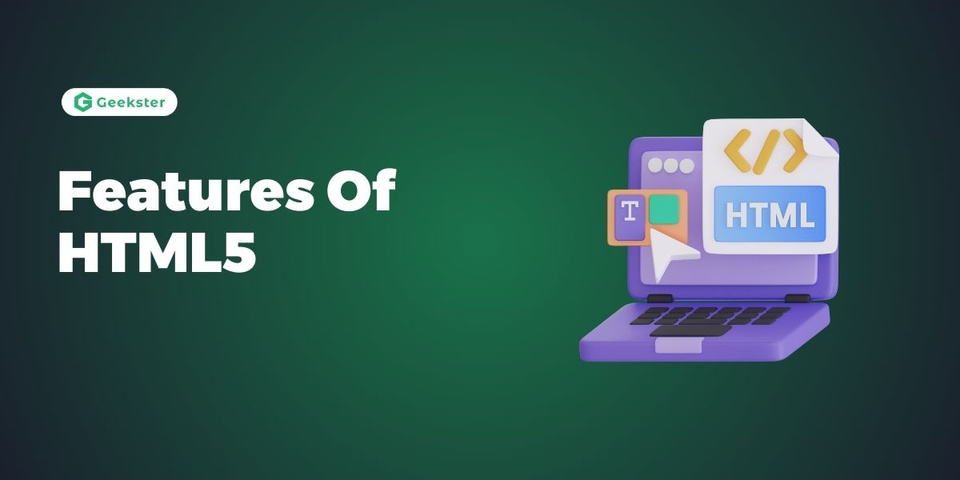 Geekster
Features Of
HTML5
T
</>
HTML